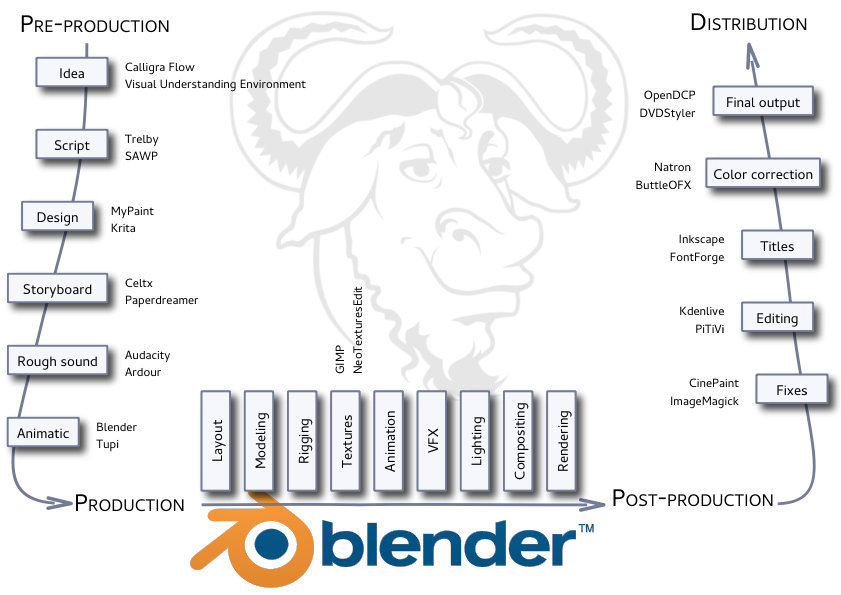 PRE-PRODUCTION
Idea
Calligra Flow
Visual Understanding Environment
Script
Trelby
SAWP
Design
MyPaint
Krita
Storyboard
Celtx
Paperdreamer
Rough sound
Audacity
Ardour
Animatic
Blender
Tupi
PRODUCTION
Layout
Modeling
Rigging
Textures
GIMP
NeoTexturesEdit
Animation
VFX
Lighting
Compositing
Rendering
blender™
POST-PRODUCTION
Fixes
CinePaint
ImageMagick
Editing
Kdenlive
PiTiVi
Titles
Inkscape
FontForge
Color correction
Natron
ButtleOFX
Final output
OpenDCP
DVDStyler
DISTRIBUTION